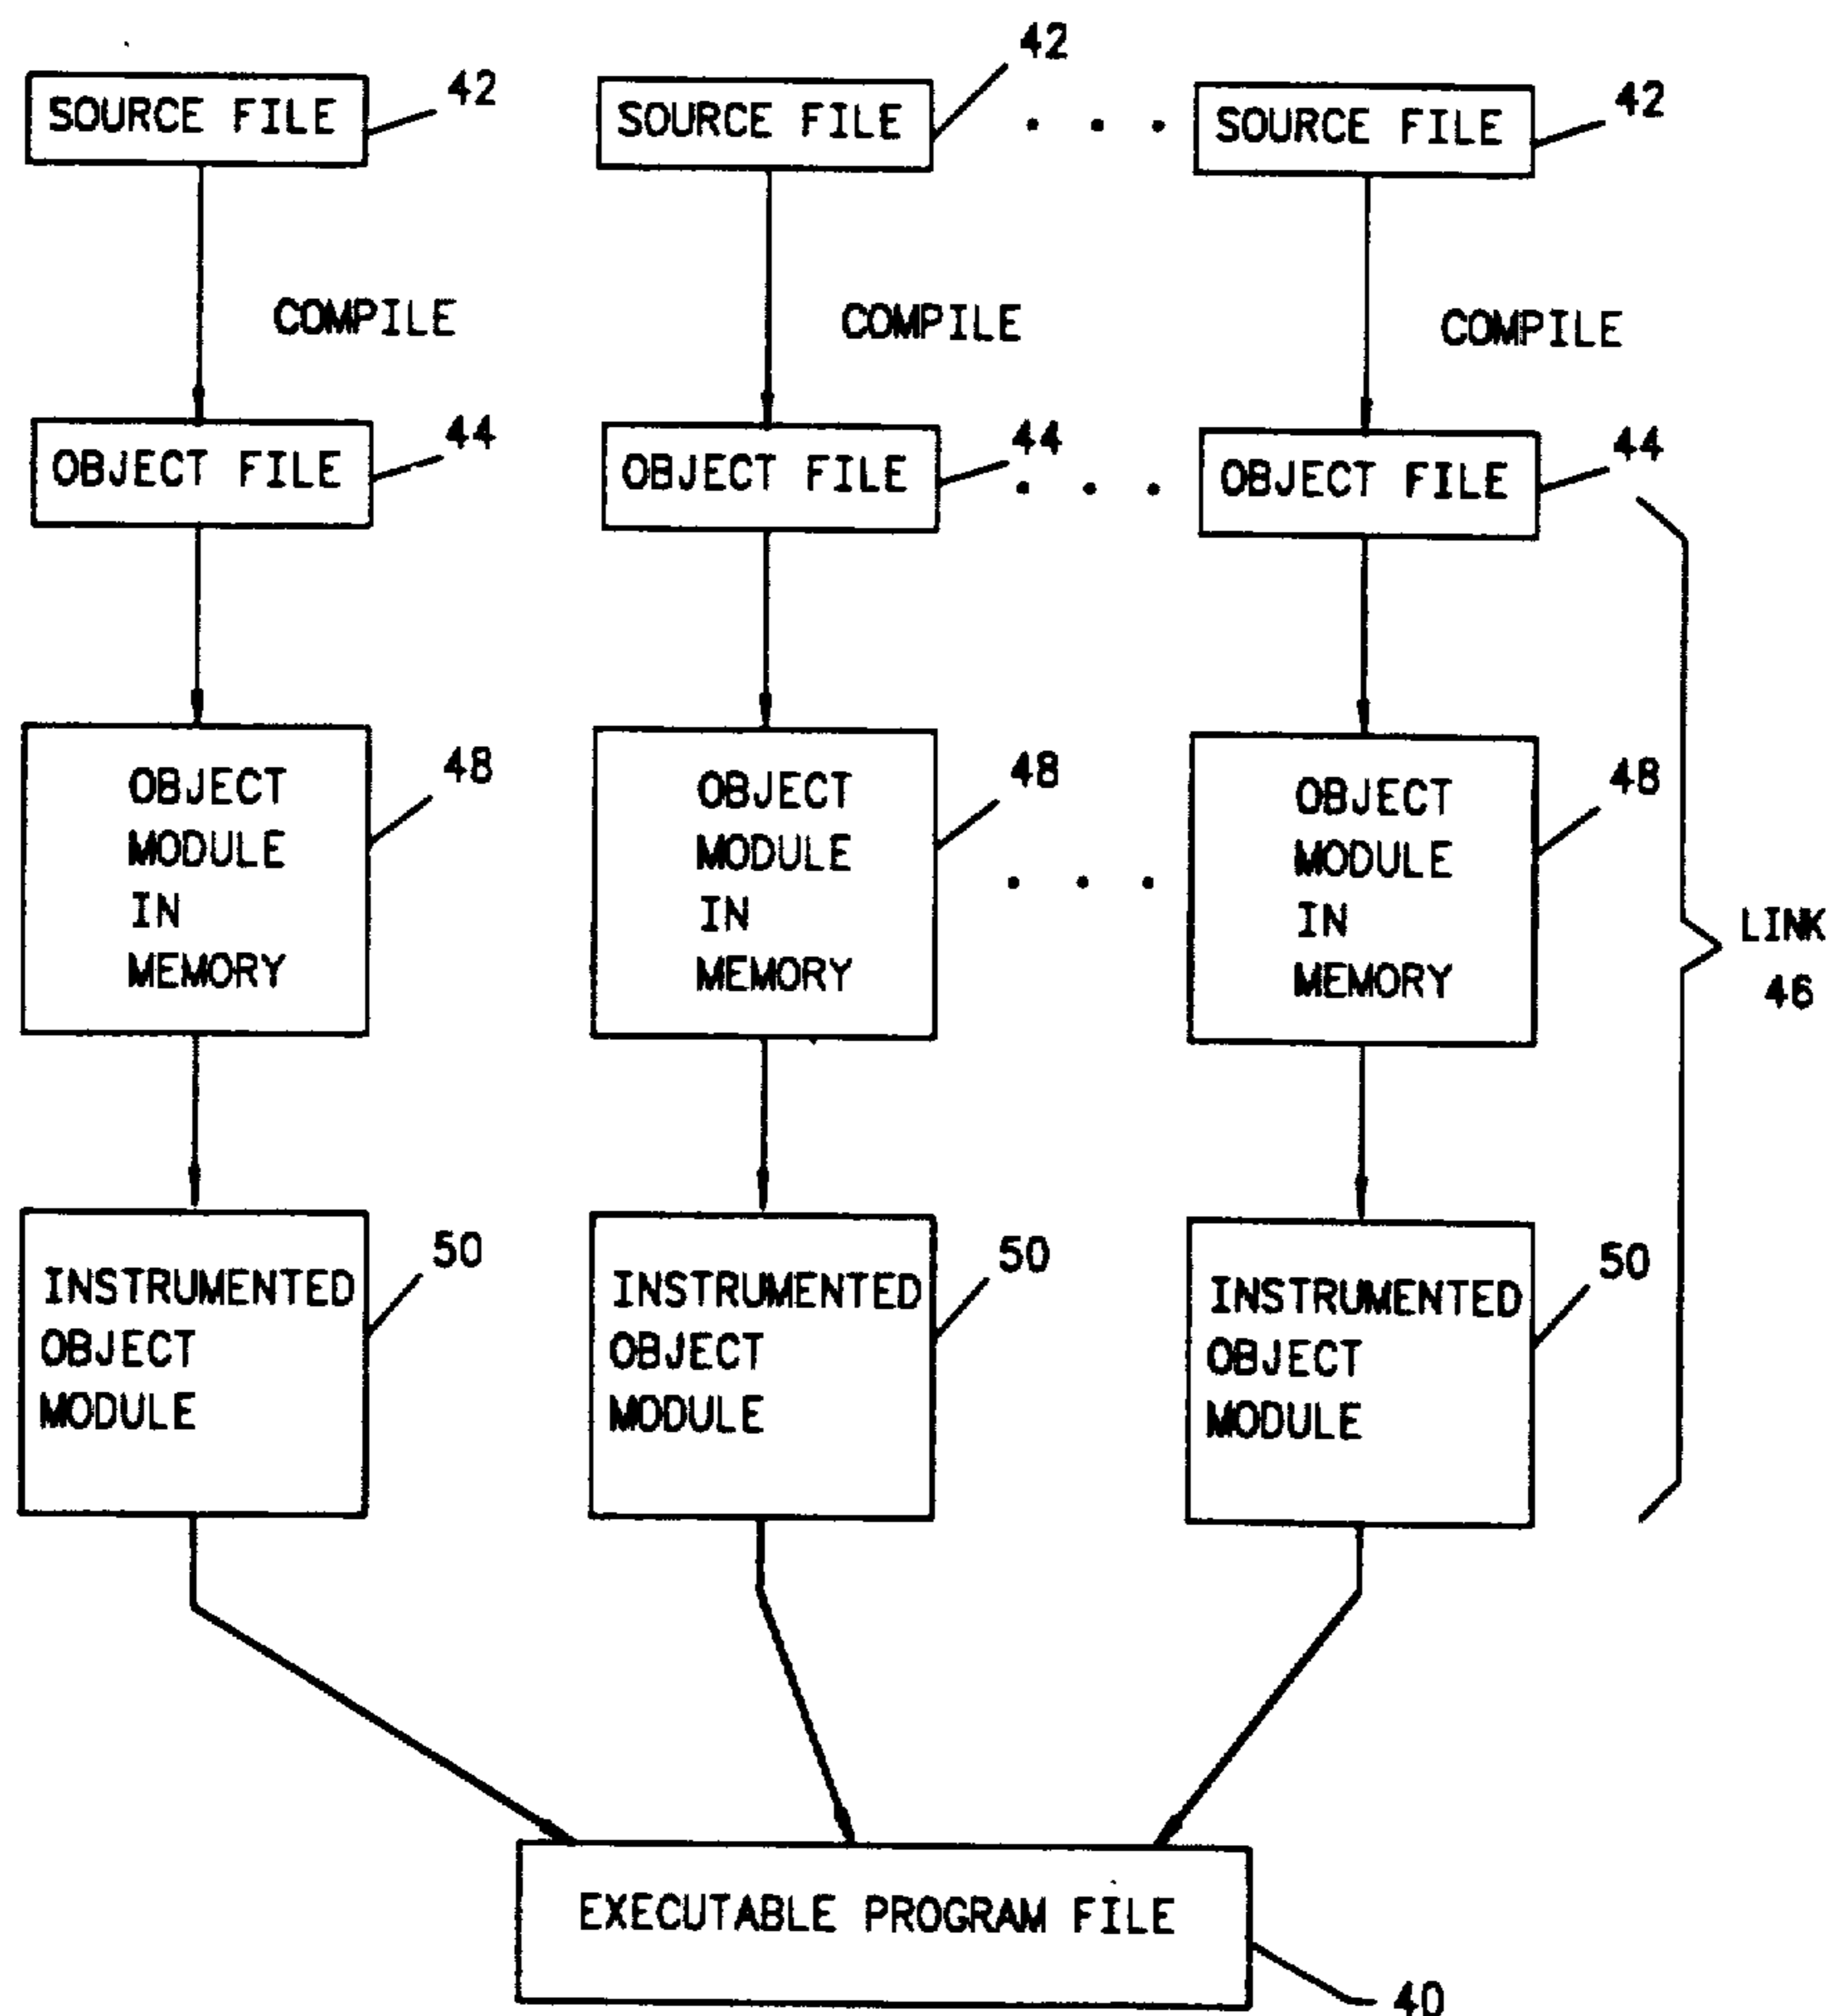 42
SOURCE FILE
42
SOURCE FILE
42
SOURCE FILE
COMPILE
COMPILE
COMPILE
44
OBJECT FILE
44
OBJECT FILE
44
OBJECT FILE
48
OBJECT
MODULE
IN
MEMORY
48
OBJECT
MODULE
IN
MEMORY
48
OBJECT
MODULE
IN
MEMORY
LINK
46
50
INSTRUMENTED
OBJECT
MODULE
50
INSTRUMENTED
OBJECT
MODULE
50
INSTRUMENTED
OBJECT
MODULE
EXECUTABLE PROGRAM FILE
40